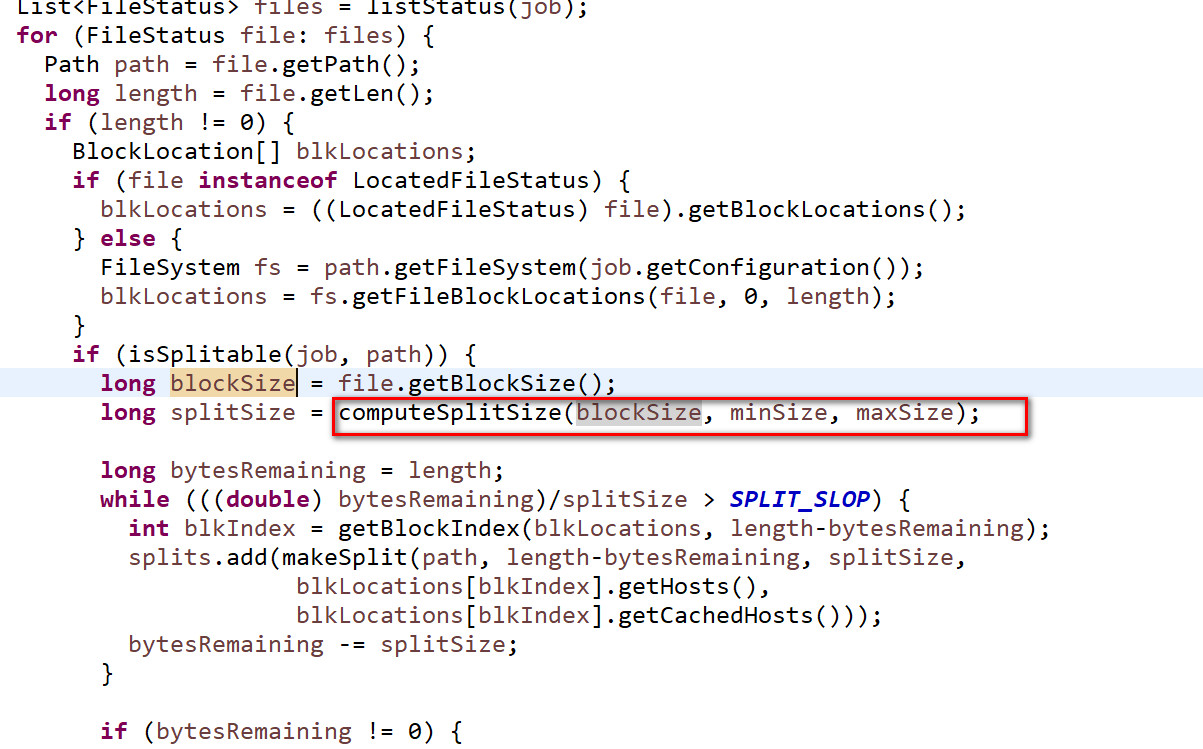 List<FileStatus> files = listStatus(job);
for (FileStatus file: files) {
Path path = file.getPath();
long length = file.getLen();
if (length != 0) {
BlockLocation[] blkLocations;
if (file instanceof LocatedFileStatus) {
blkLocations = ((LocatedFileStatus) file).getBlockLocations();
} else {
FileSystem fs = path.getFileSystem(job.getConfiguration());
blkLocations = fs.getFileBlockLocations(file, 0, length);
}
if (isSplitable(job, path)) {
long blockSize = file.getBlockSize();
long splitSize = computeSplitSize(blockSize, minSize, maxSize);
long bytesRemaining = length;
while (((double) bytesRemaining)/splitSize > SPLIT_SLOP) {
int blkIndex = getBlockIndex(blkLocations, length-bytesRemaining);
splits.add(makeSplit(path, length-bytesRemaining, splitSize,
blkLocations[blkIndex].getHosts(),
blkLocations[blkIndex].getCachedHosts()));
bytesRemaining -= splitSize;
}
if (bytesRemaining != 0) {